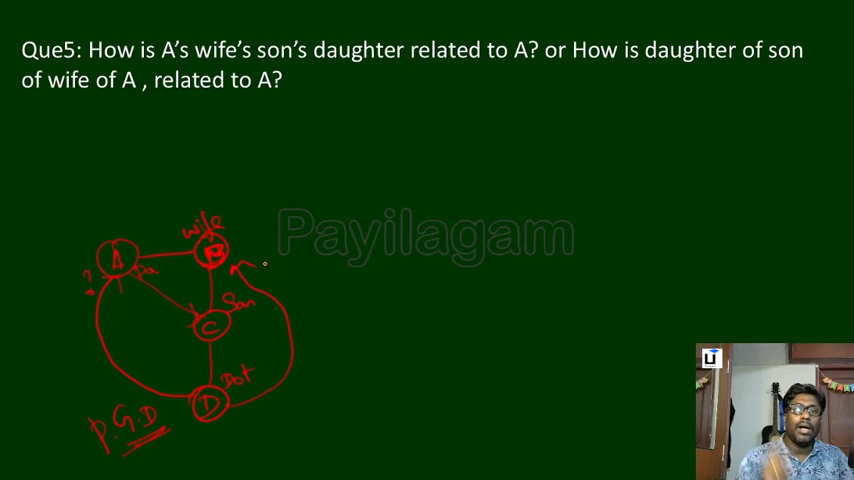 Que5: How is A's wife's son's daughter related to A? or How is daughter of son
of wife of A , related to A?
Payilagam
wife
A
?
Son
C
Dot
D
P.G.D
U